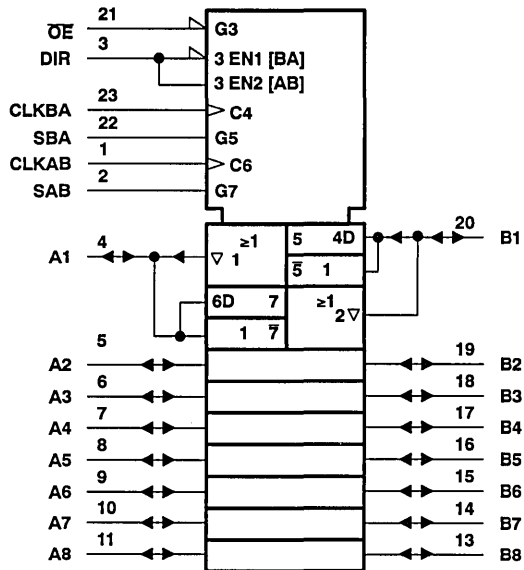 OE 21 G3
DIR 3 3 EN1 [BA]
3 EN2 [AB]
CLKBA 23 C4
SBA 22 G5
CLKAB 1 C6
SAB 2 G7
A1 4 ≥1 5 4D 20 B1
▽ 1 5̅ 1
6D 7 ≥1
2 ▽
1 7̅
A2 5 19 B2
A3 6 18 B3
A4 7 17 B4
A5 8 16 B5
A6 9 15 B6
A7 10 14 B7
A8 11 13 B8